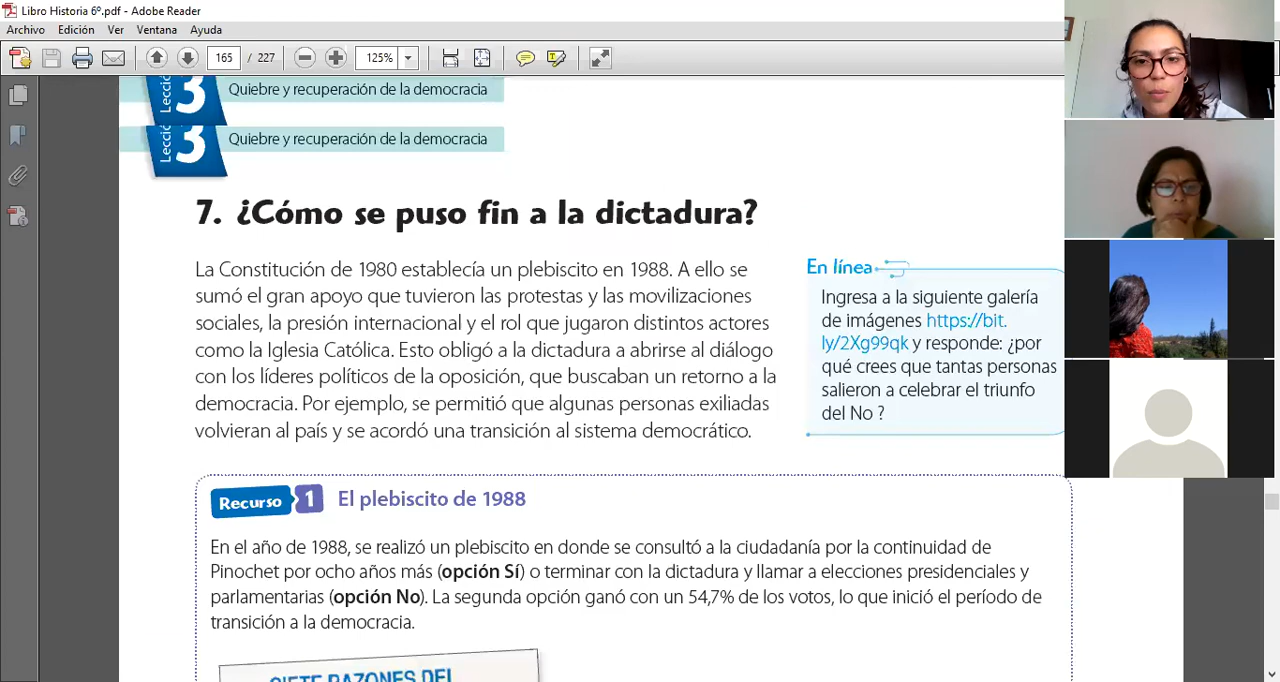 Libro Historia 6º.pdf - Adobe Reader
Archivo Edición Ver Ventana Ayuda
165 / 227 125%
Lecci 3 Quiebre y recuperación de la democracia
Lecció 3 Quiebre y recuperación de la democracia
7. ¿Cómo se puso fin a la dictadura?
La Constitución de 1980 establecía un plebiscito en 1988. A ello se
sumó el gran apoyo que tuvieron las protestas y las movilizaciones
sociales, la presión internacional y el rol que jugaron distintos actores
como la Iglesia Católica. Esto obligó a la dictadura a abrirse al diálogo
con los líderes políticos de la oposición, que buscaban un retorno a la
democracia. Por ejemplo, se permitió que algunas personas exiliadas
volvieran al país y se acordó una transición al sistema democrático.
En línea
Ingresa a la siguiente galería
de imágenes https://bit.
ly/2Xg99qk y responde: ¿por
qué crees que tantas personas
salieron a celebrar el triunfo
del No ?
Recurso 1 El plebiscito de 1988
En el año de 1988, se realizó un plebiscito en donde se consultó a la ciudadanía por la continuidad de
Pinochet por ocho años más (opción Sí) o terminar con la dictadura y llamar a elecciones presidenciales y
parlamentarias (opción No). La segunda opción ganó con un 54,7% de los votos, lo que inició el período de
transición a la democracia.
SIETE RAZONES DEL